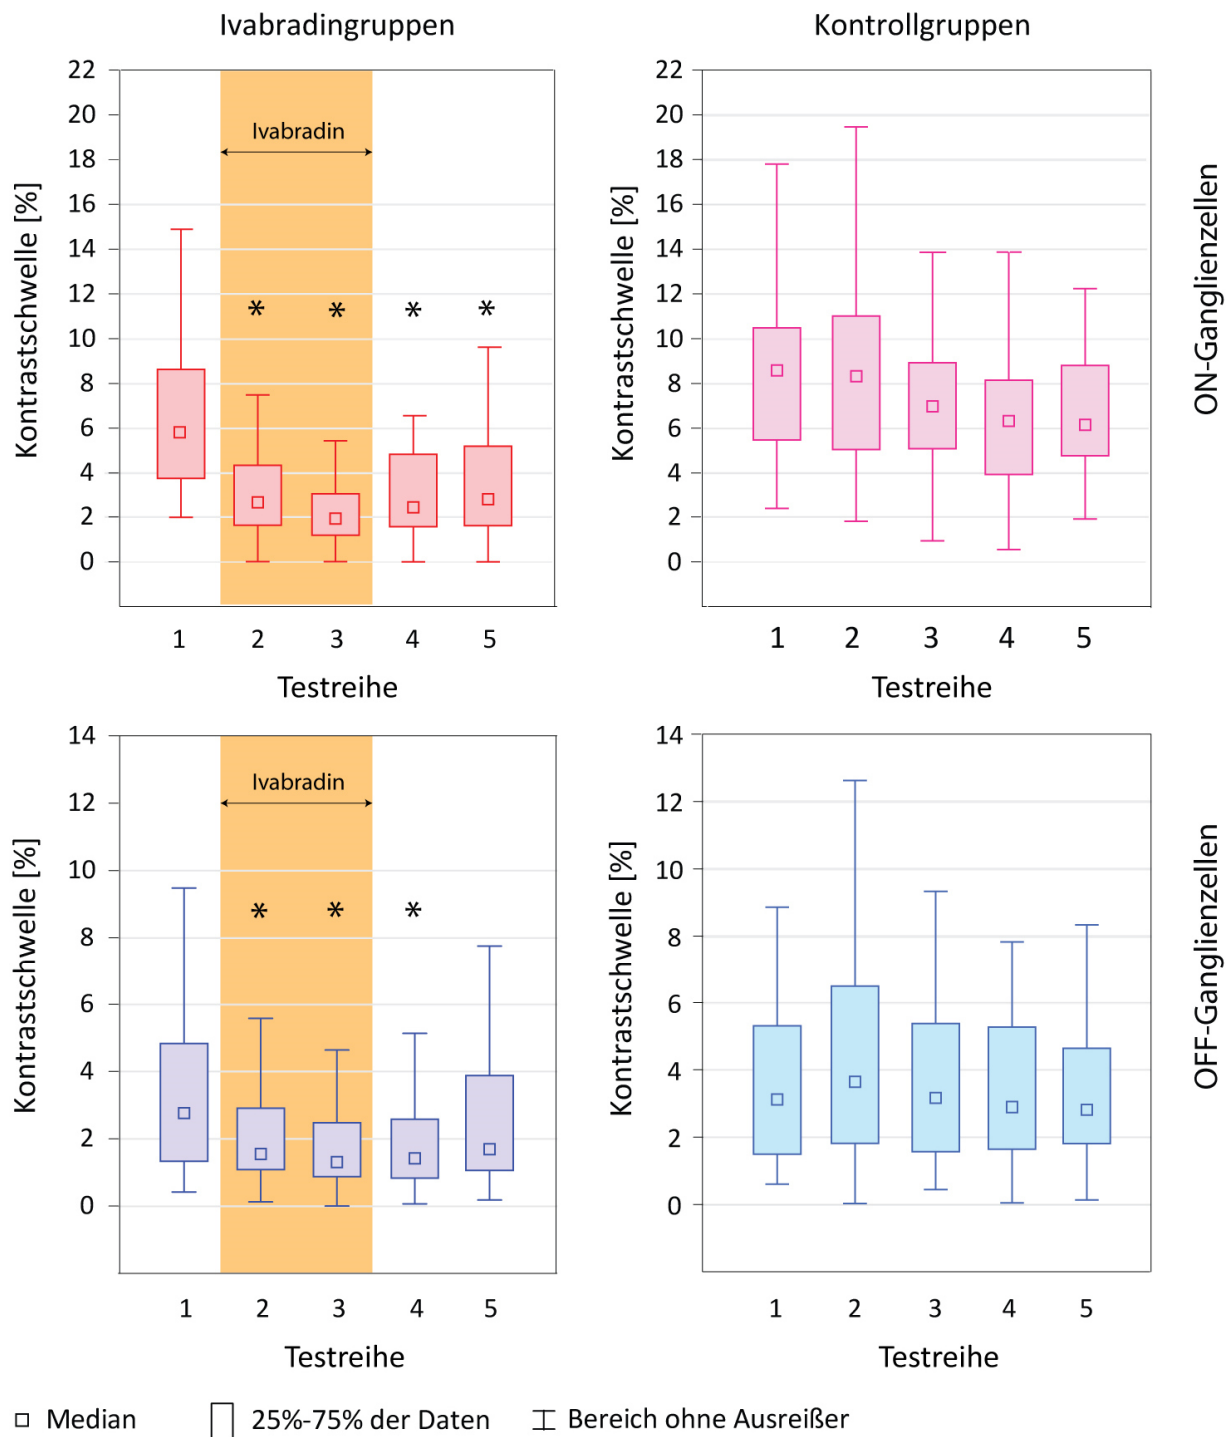 Ivabradingruppen
Kontrollgruppen
22
20
18
16
14
12
10
8
6
4
2
0
Kontrastschwelle [%]
Ivabradin
* * * *
1 2 3 4 5
Testreihe
22
20
18
16
14
12
10
8
6
4
2
0
Kontrastschwelle [%]
1 2 3 4 5
Testreihe
ON-Ganglienzellen
14
12
10
8
6
4
2
0
Kontrastschwelle [%]
Ivabradin
* * *
1 2 3 4 5
Testreihe
14
12
10
8
6
4
2
0
Kontrastschwelle [%]
1 2 3 4 5
Testreihe
OFF-Ganglienzellen
Median 25%-75% der Daten Bereich ohne Ausreißer